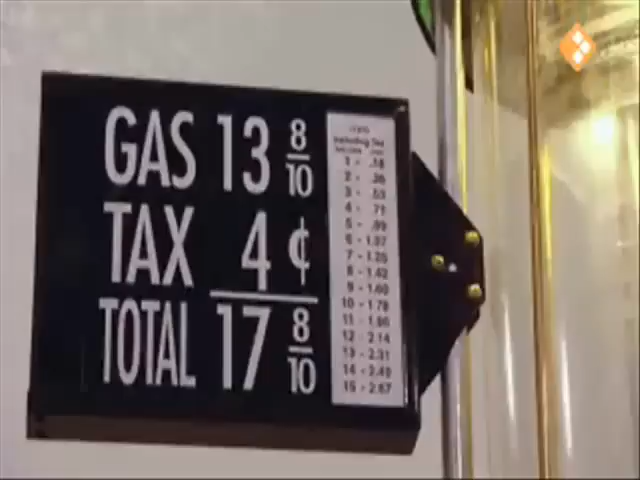 GAS 13 8/10
TAX 4 ¢
TOTAL 17 8/10
Including Tax
1 - .18
2 - .36
3 - .53
4 - .71
5 - .89
6 - 1.07
7 - 1.25
8 - 1.42
9 - 1.60
10 - 1.78
11 - 1.96
12 - 2.14
13 - 2.31
14 - 2.49
15 - 2.67